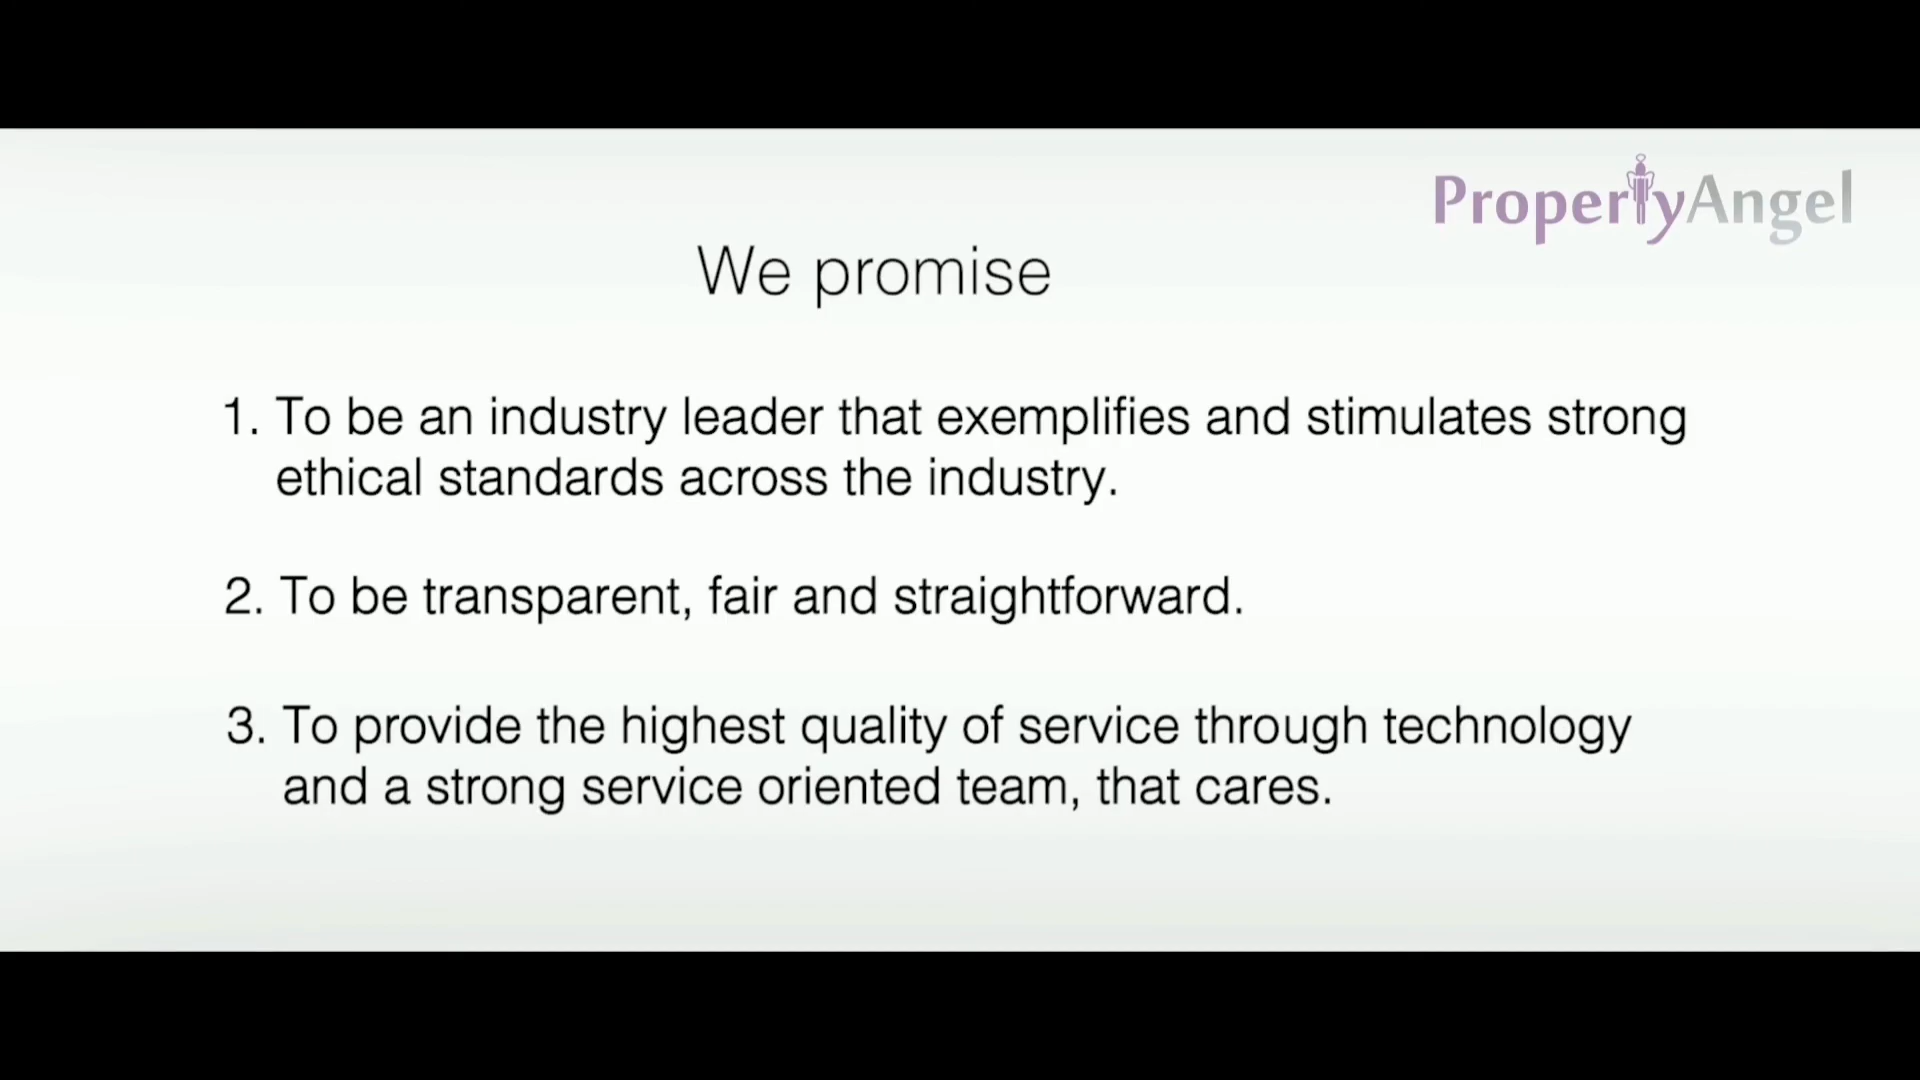 PropertyAngel
We promise
1. To be an industry leader that exemplifies and stimulates strong
ethical standards across the industry.
2. To be transparent, fair and straightforward.
3. To provide the highest quality of service through technology
and a strong service oriented team, that cares.